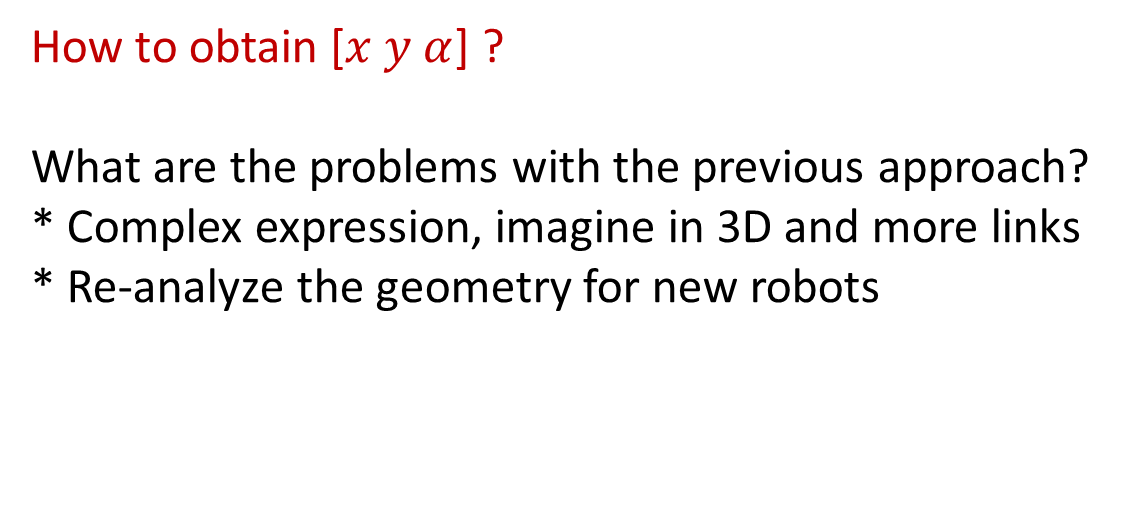 How to obtain [𝑥 𝑦 𝛼] ?
What are the problems with the previous approach?
* Complex expression, imagine in 3D and more links
* Re-analyze the geometry for new robots